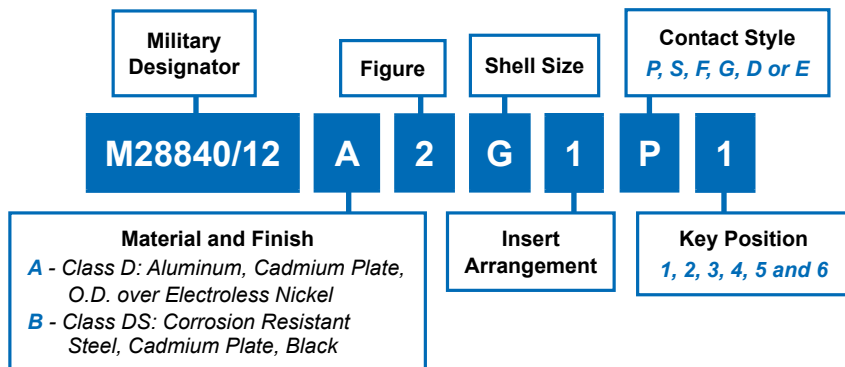 Military
Designator
Figure
Shell Size
Contact Style
P, S, F, G, D or E
M28840/12 A 2 G 1 P 1
Material and Finish
A - Class D: Aluminum, Cadmium Plate,
O.D. over Electroless Nickel
B - Class DS: Corrosion Resistant
Steel, Cadmium Plate, Black
Insert
Arrangement
Key Position
1, 2, 3, 4, 5 and 6